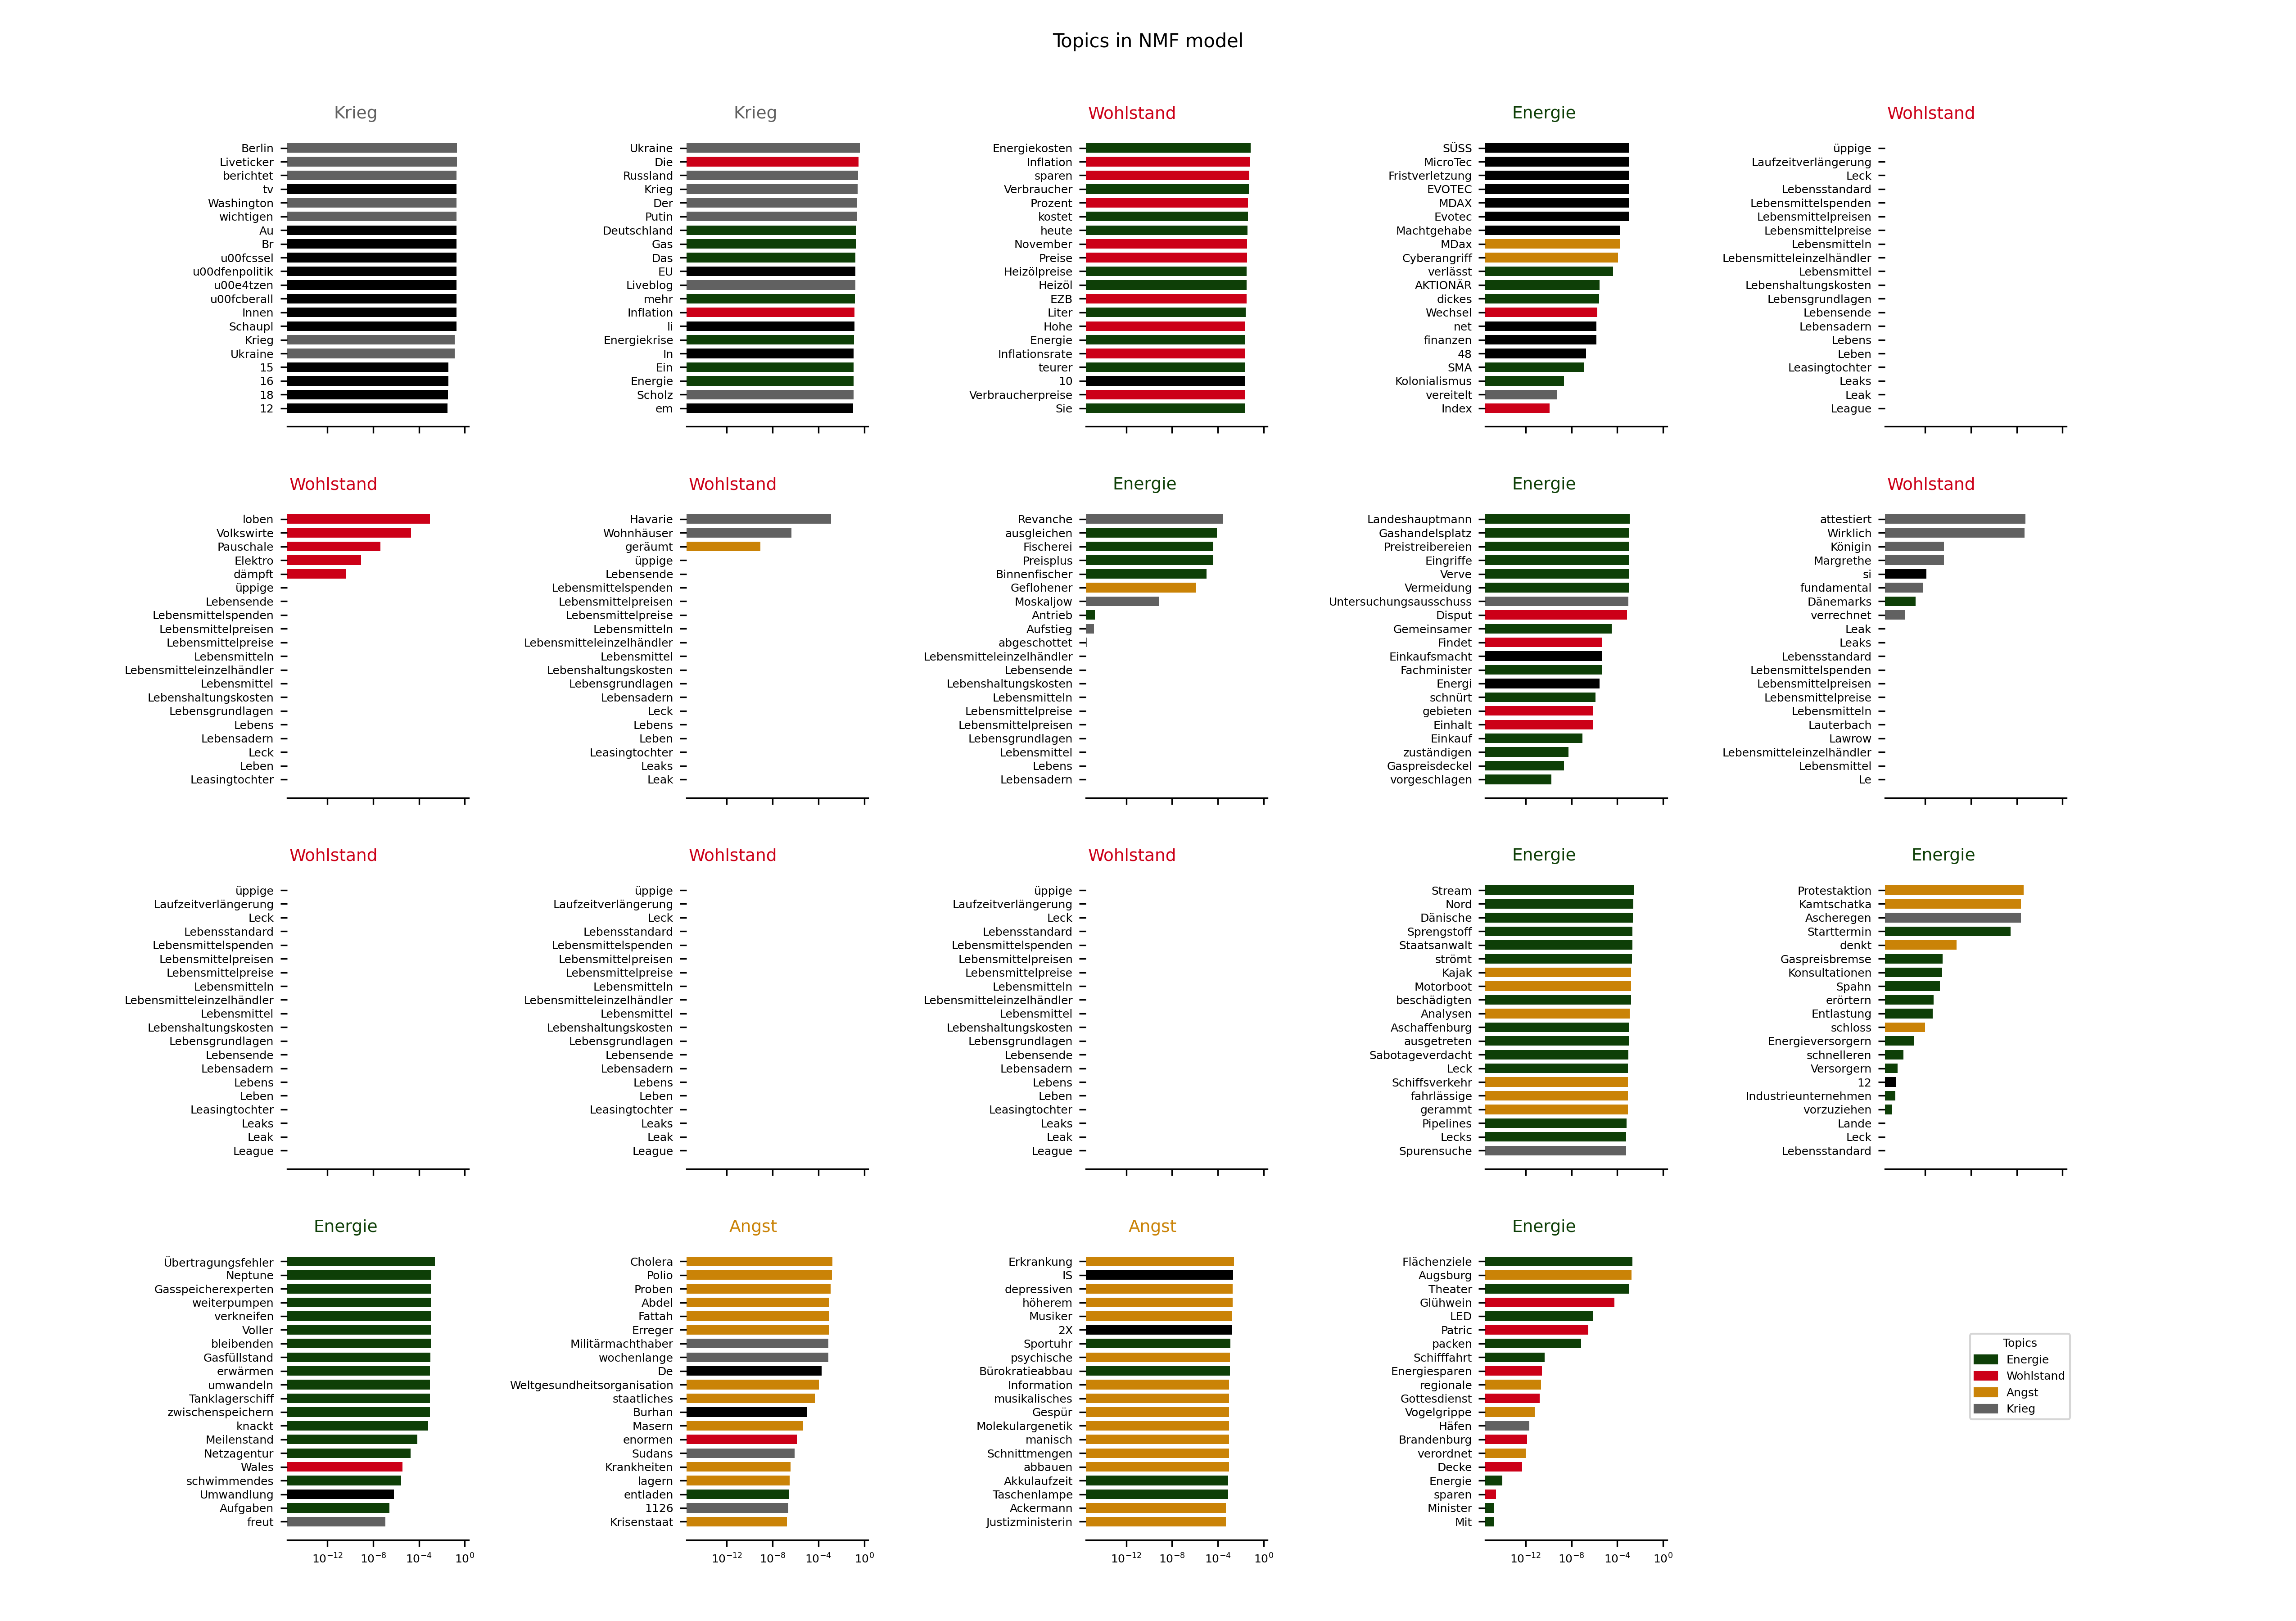 Topics in NMF model
Krieg
Berlin
Liveticker
berichtet
tv
Washington
wichtigen
Au
Br
u00fcssel
u00dfenpolitik
u00e4tzen
u00fcberall
Innen
Schaupl
Krieg
Ukraine
15
16
18
12
Krieg
Ukraine
Die
Russland
Krieg
Der
Putin
Deutschland
Gas
Das
EU
Liveblog
mehr
Inflation
li
Energiekrise
In
Ein
Energie
Scholz
em
Wohlstand
Energiekosten
Inflation
sparen
Verbraucher
Prozent
kostet
heute
November
Preise
Heizölpreise
Heizöl
EZB
Liter
Hohe
Energie
Inflationsrate
teurer
10
Verbraucherpreise
Sie
Energie
SÜSS
MicroTec
Fristverletzung
EVOTEC
MDAX
Evotec
Machtgehabe
MDax
Cyberangriff
verlässt
AKTIONÄR
dickes
Wechsel
net
finanzen
48
SMA
Kolonialismus
vereitelt
Index
Wohlstand
üppige
Laufzeitverlängerung
Leck
Lebensstandard
Lebensmittelspenden
Lebensmittelpreisen
Lebensmittelpreise
Lebensmitteln
Lebensmitteleinzelhändler
Lebensmittel
Lebenshaltungskosten
Lebensgrundlagen
Lebensende
Lebensadern
Lebens
Leben
Leasingtochter
Leaks
Leak
League
Wohlstand
loben
Volkswirte
Pauschale
Elektro
dämpft
üppige
Lebensende
Lebensmittelspenden
Lebensmittelpreisen
Lebensmittelpreise
Lebensmitteln
Lebensmitteleinzelhändler
Lebensmittel
Lebenshaltungskosten
Lebensgrundlagen
Lebens
Lebensadern
Leck
Leben
Leasingtochter
Wohlstand
Havarie
Wohnhäuser
geräumt
üppige
Lebensende
Lebensmittelspenden
Lebensmittelpreisen
Lebensmittelpreise
Lebensmitteln
Lebensmitteleinzelhändler
Lebensmittel
Lebenshaltungskosten
Lebensgrundlagen
Lebensadern
Leck
Lebens
Leben
Leasingtochter
Leaks
Leak
Energie
Revanche
ausgleichen
Fischerei
Preisplus
Binnenfischer
Geflohener
Moskaljow
Antrieb
Aufstieg
abgeschottet
Lebensmitteleinzelhändler
Lebensende
Lebenshaltungskosten
Lebensmitteln
Lebensmittelpreise
Lebensmittelpreisen
Lebensgrundlagen
Lebensmittel
Lebens
Lebensadern
Energie
Landeshauptmann
Gashandelsplatz
Preistreibereien
Eingriffe
Verve
Vermeidung
Untersuchungsausschuss
Disput
Gemeinsamer
Findet
Einkaufsmacht
Fachminister
Energi
schnürt
gebieten
Einhalt
Einkauf
zuständigen
Gaspreisdeckel
vorgeschlagen
Wohlstand
attestiert
Wirklich
Königin
Margrethe
si
fundamental
Dänemarks
verrechnet
Leak
Leaks
Lebensstandard
Lebensmittelspenden
Lebensmittelpreisen
Lebensmittelpreise
Lebensmitteln
Lauterbach
Lawrow
Lebensmitteleinzelhändler
Lebensmittel
Le
Wohlstand
üppige
Laufzeitverlängerung
Leck
Lebensstandard
Lebensmittelspenden
Lebensmittelpreisen
Lebensmittelpreise
Lebensmitteln
Lebensmitteleinzelhändler
Lebensmittel
Lebenshaltungskosten
Lebensgrundlagen
Lebensende
Lebensadern
Lebens
Leben
Leasingtochter
Leaks
Leak
League
Wohlstand
üppige
Laufzeitverlängerung
Leck
Lebensstandard
Lebensmittelspenden
Lebensmittelpreisen
Lebensmittelpreise
Lebensmitteln
Lebensmitteleinzelhändler
Lebensmittel
Lebenshaltungskosten
Lebensgrundlagen
Lebensende
Lebensadern
Lebens
Leben
Leasingtochter
Leaks
Leak
League
Wohlstand
üppige
Laufzeitverlängerung
Leck
Lebensstandard
Lebensmittelspenden
Lebensmittelpreisen
Lebensmittelpreise
Lebensmitteln
Lebensmitteleinzelhändler
Lebensmittel
Lebenshaltungskosten
Lebensgrundlagen
Lebensende
Lebensadern
Lebens
Leben
Leasingtochter
Leaks
Leak
League
Energie
Stream
Nord
Dänische
Sprengstoff
Staatsanwalt
strömt
Kajak
Motorboot
beschädigten
Analysen
Aschaffenburg
ausgetreten
Sabotageverdacht
Leck
Schiffsverkehr
fahrlässige
gerammt
Pipelines
Lecks
Spurensuche
Energie
Protestaktion
Kamtschatka
Ascheregen
Starttermin
denkt
Gaspreisbremse
Konsultationen
Spahn
erörtern
Entlastung
schloss
Energieversorgern
schnelleren
Versorgern
12
Industrieunternehmen
vorzuziehen
Lande
Leck
Lebensstandard
Energie
Übertragungsfehler
Neptune
Gasspeicherexperten
weiterpumpen
verkneifen
Voller
bleibenden
Gasfüllstand
erwärmen
umwandeln
Tanklagerschiff
zwischenspeichern
knackt
Meilenstand
Netzagentur
Wales
schwimmendes
Umwandlung
Aufgaben
freut
10⁻¹² 10⁻⁸ 10⁻⁴ 10⁰
Angst
Cholera
Polio
Proben
Abdel
Fattah
Erreger
Militärmachthaber
wochenlange
De
Weltgesundheitsorganisation
staatliches
Burhan
Masern
enormen
Sudans
Krankheiten
lagern
entladen
1126
Krisenstaat
10⁻¹² 10⁻⁸ 10⁻⁴ 10⁰
Angst
Erkrankung
IS
depressiven
höherem
Musiker
2X
Sportuhr
psychische
Bürokratieabbau
Information
musikalisches
Gespür
Molekulargenetik
manisch
Schnittmengen
abbauen
Akkulaufzeit
Taschenlampe
Ackermann
Justizministerin
10⁻¹² 10⁻⁸ 10⁻⁴ 10⁰
Energie
Flächenziele
Augsburg
Theater
Glühwein
LED
Patric
packen
Schifffahrt
Energiesparen
regionale
Gottesdienst
Vogelgrippe
Häfen
Brandenburg
verordnet
Decke
Energie
sparen
Minister
Mit
10⁻¹² 10⁻⁸ 10⁻⁴ 10⁰
Topics
Energie
Wohlstand
Angst
Krieg